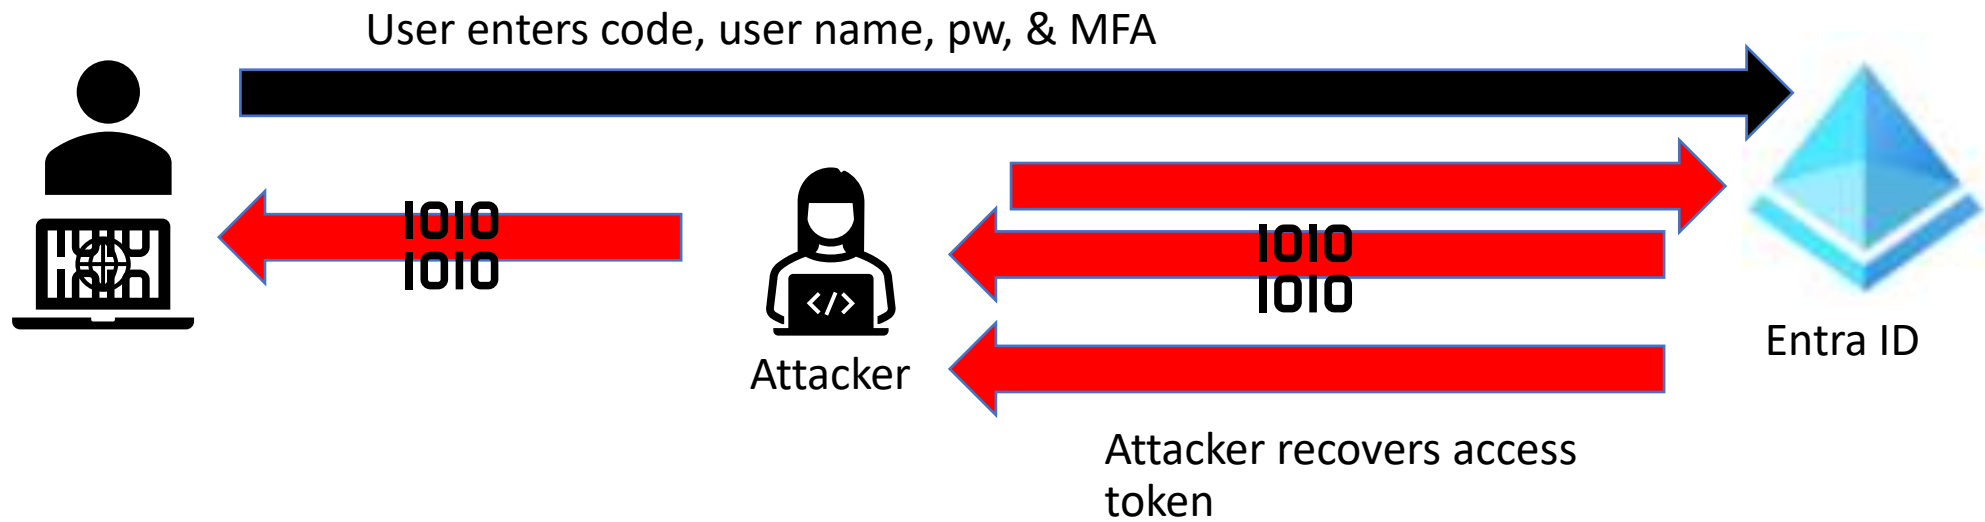 User enters code, user name, pw, & MFA
1010
1010
1010
1010
</>
Attacker
Entra ID
Attacker recovers access
token